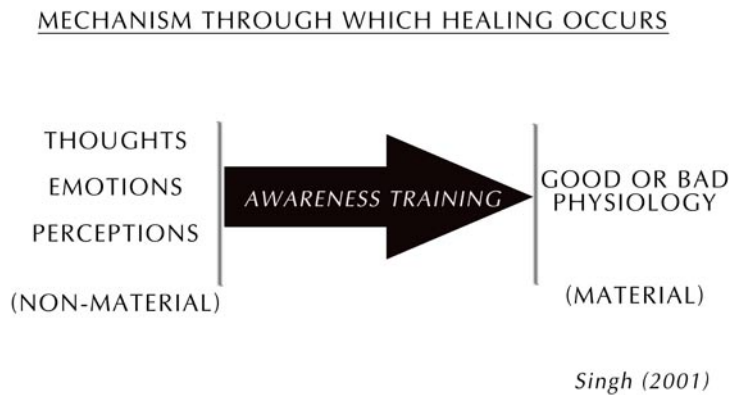 MECHANISM THROUGH WHICH HEALING OCCURS
THOUGHTS
EMOTIONS
PERCEPTIONS
(NON-MATERIAL)
AWARENESS TRAINING
GOOD OR BAD
PHYSIOLOGY
(MATERIAL)
Singh (2001)